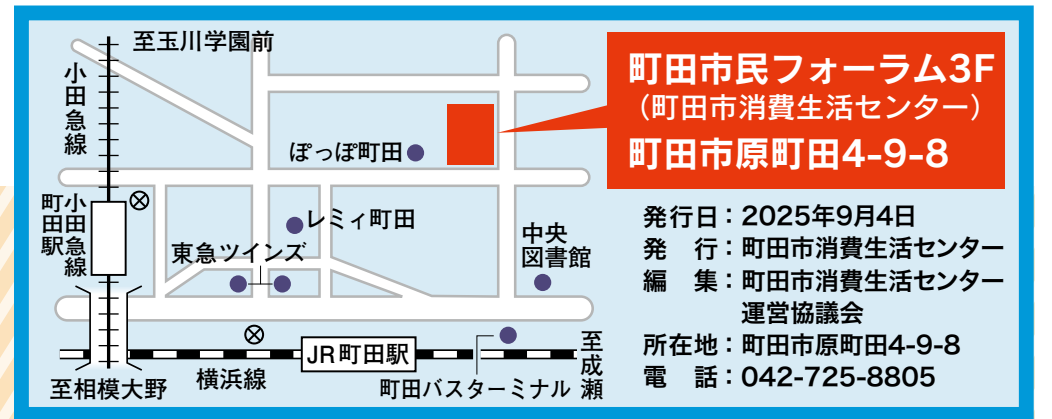 至玉川学園前
小田急線
町田市民フォーラム3F
（町田市消費生活センター）
町田市原町田4-9-8
ぽっぽ町田
小田急線
町田駅
レミィ町田
東急ツインズ
中央
図書館
JR町田駅
至相模大野
横浜線
町田バスターミナル
至成瀬
発行日：2025年9月4日
発　行：町田市消費生活センター
編　集：町田市消費生活センター
運営協議会
所在地：町田市原町田4-9-8
電　話：042-725-8805